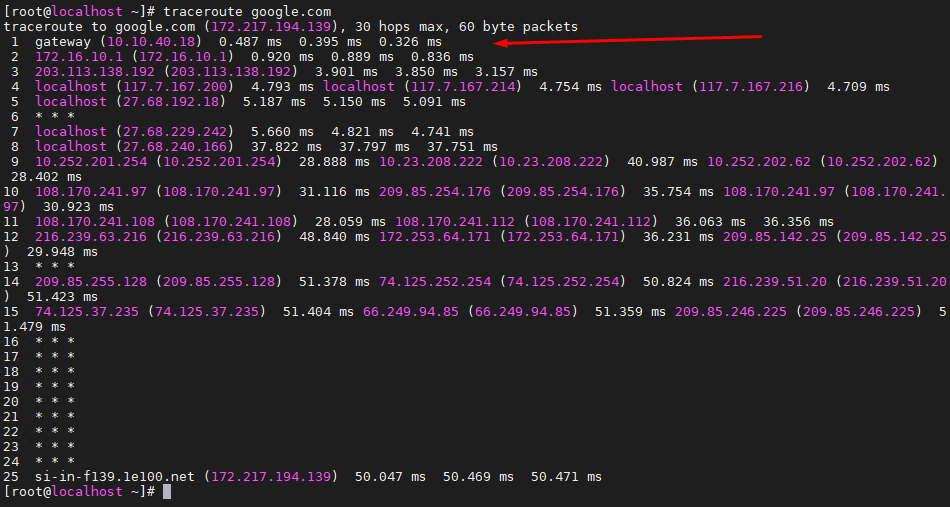 [root@localhost ~]# traceroute google.com
traceroute to google.com (172.217.194.139), 30 hops max, 60 byte packets
 1  gateway (10.10.40.18)  0.487 ms  0.395 ms  0.326 ms
 2  172.16.10.1 (172.16.10.1)  0.920 ms  0.889 ms  0.836 ms
 3  203.113.138.192 (203.113.138.192)  3.901 ms  3.850 ms  3.157 ms
 4  localhost (117.7.167.200)  4.793 ms localhost (117.7.167.214)  4.754 ms localhost (117.7.167.216)  4.709 ms
 5  localhost (27.68.192.18)  5.187 ms  5.150 ms  5.091 ms
 6  * * *
 7  localhost (27.68.229.242)  5.660 ms  4.821 ms  4.741 ms
 8  localhost (27.68.240.166)  37.822 ms  37.797 ms  37.751 ms
 9  10.252.201.254 (10.252.201.254)  28.888 ms 10.23.208.222 (10.23.208.222)  40.987 ms 10.252.202.62 (10.252.202.62)
 28.402 ms
10  108.170.241.97 (108.170.241.97)  31.116 ms 209.85.254.176 (209.85.254.176)  35.754 ms 108.170.241.97 (108.170.241.
97)  30.923 ms
11  108.170.241.108 (108.170.241.108)  28.059 ms 108.170.241.112 (108.170.241.112)  36.063 ms  36.356 ms
12  216.239.63.216 (216.239.63.216)  48.840 ms 172.253.64.171 (172.253.64.171)  36.231 ms 209.85.142.25 (209.85.142.25
)  29.948 ms
13  * * *
14  209.85.255.128 (209.85.255.128)  51.378 ms 74.125.252.254 (74.125.252.254)  50.824 ms 216.239.51.20 (216.239.51.20
)  51.423 ms
15  74.125.37.235 (74.125.37.235)  51.404 ms 66.249.94.85 (66.249.94.85)  51.359 ms 209.85.246.225 (209.85.246.225)  5
1.479 ms
16  * * *
17  * * *
18  * * *
19  * * *
20  * * *
21  * * *
22  * * *
23  * * *
24  * * *
25  si-in-f139.1e100.net (172.217.194.139)  50.047 ms  50.469 ms  50.471 ms
[root@localhost ~]#